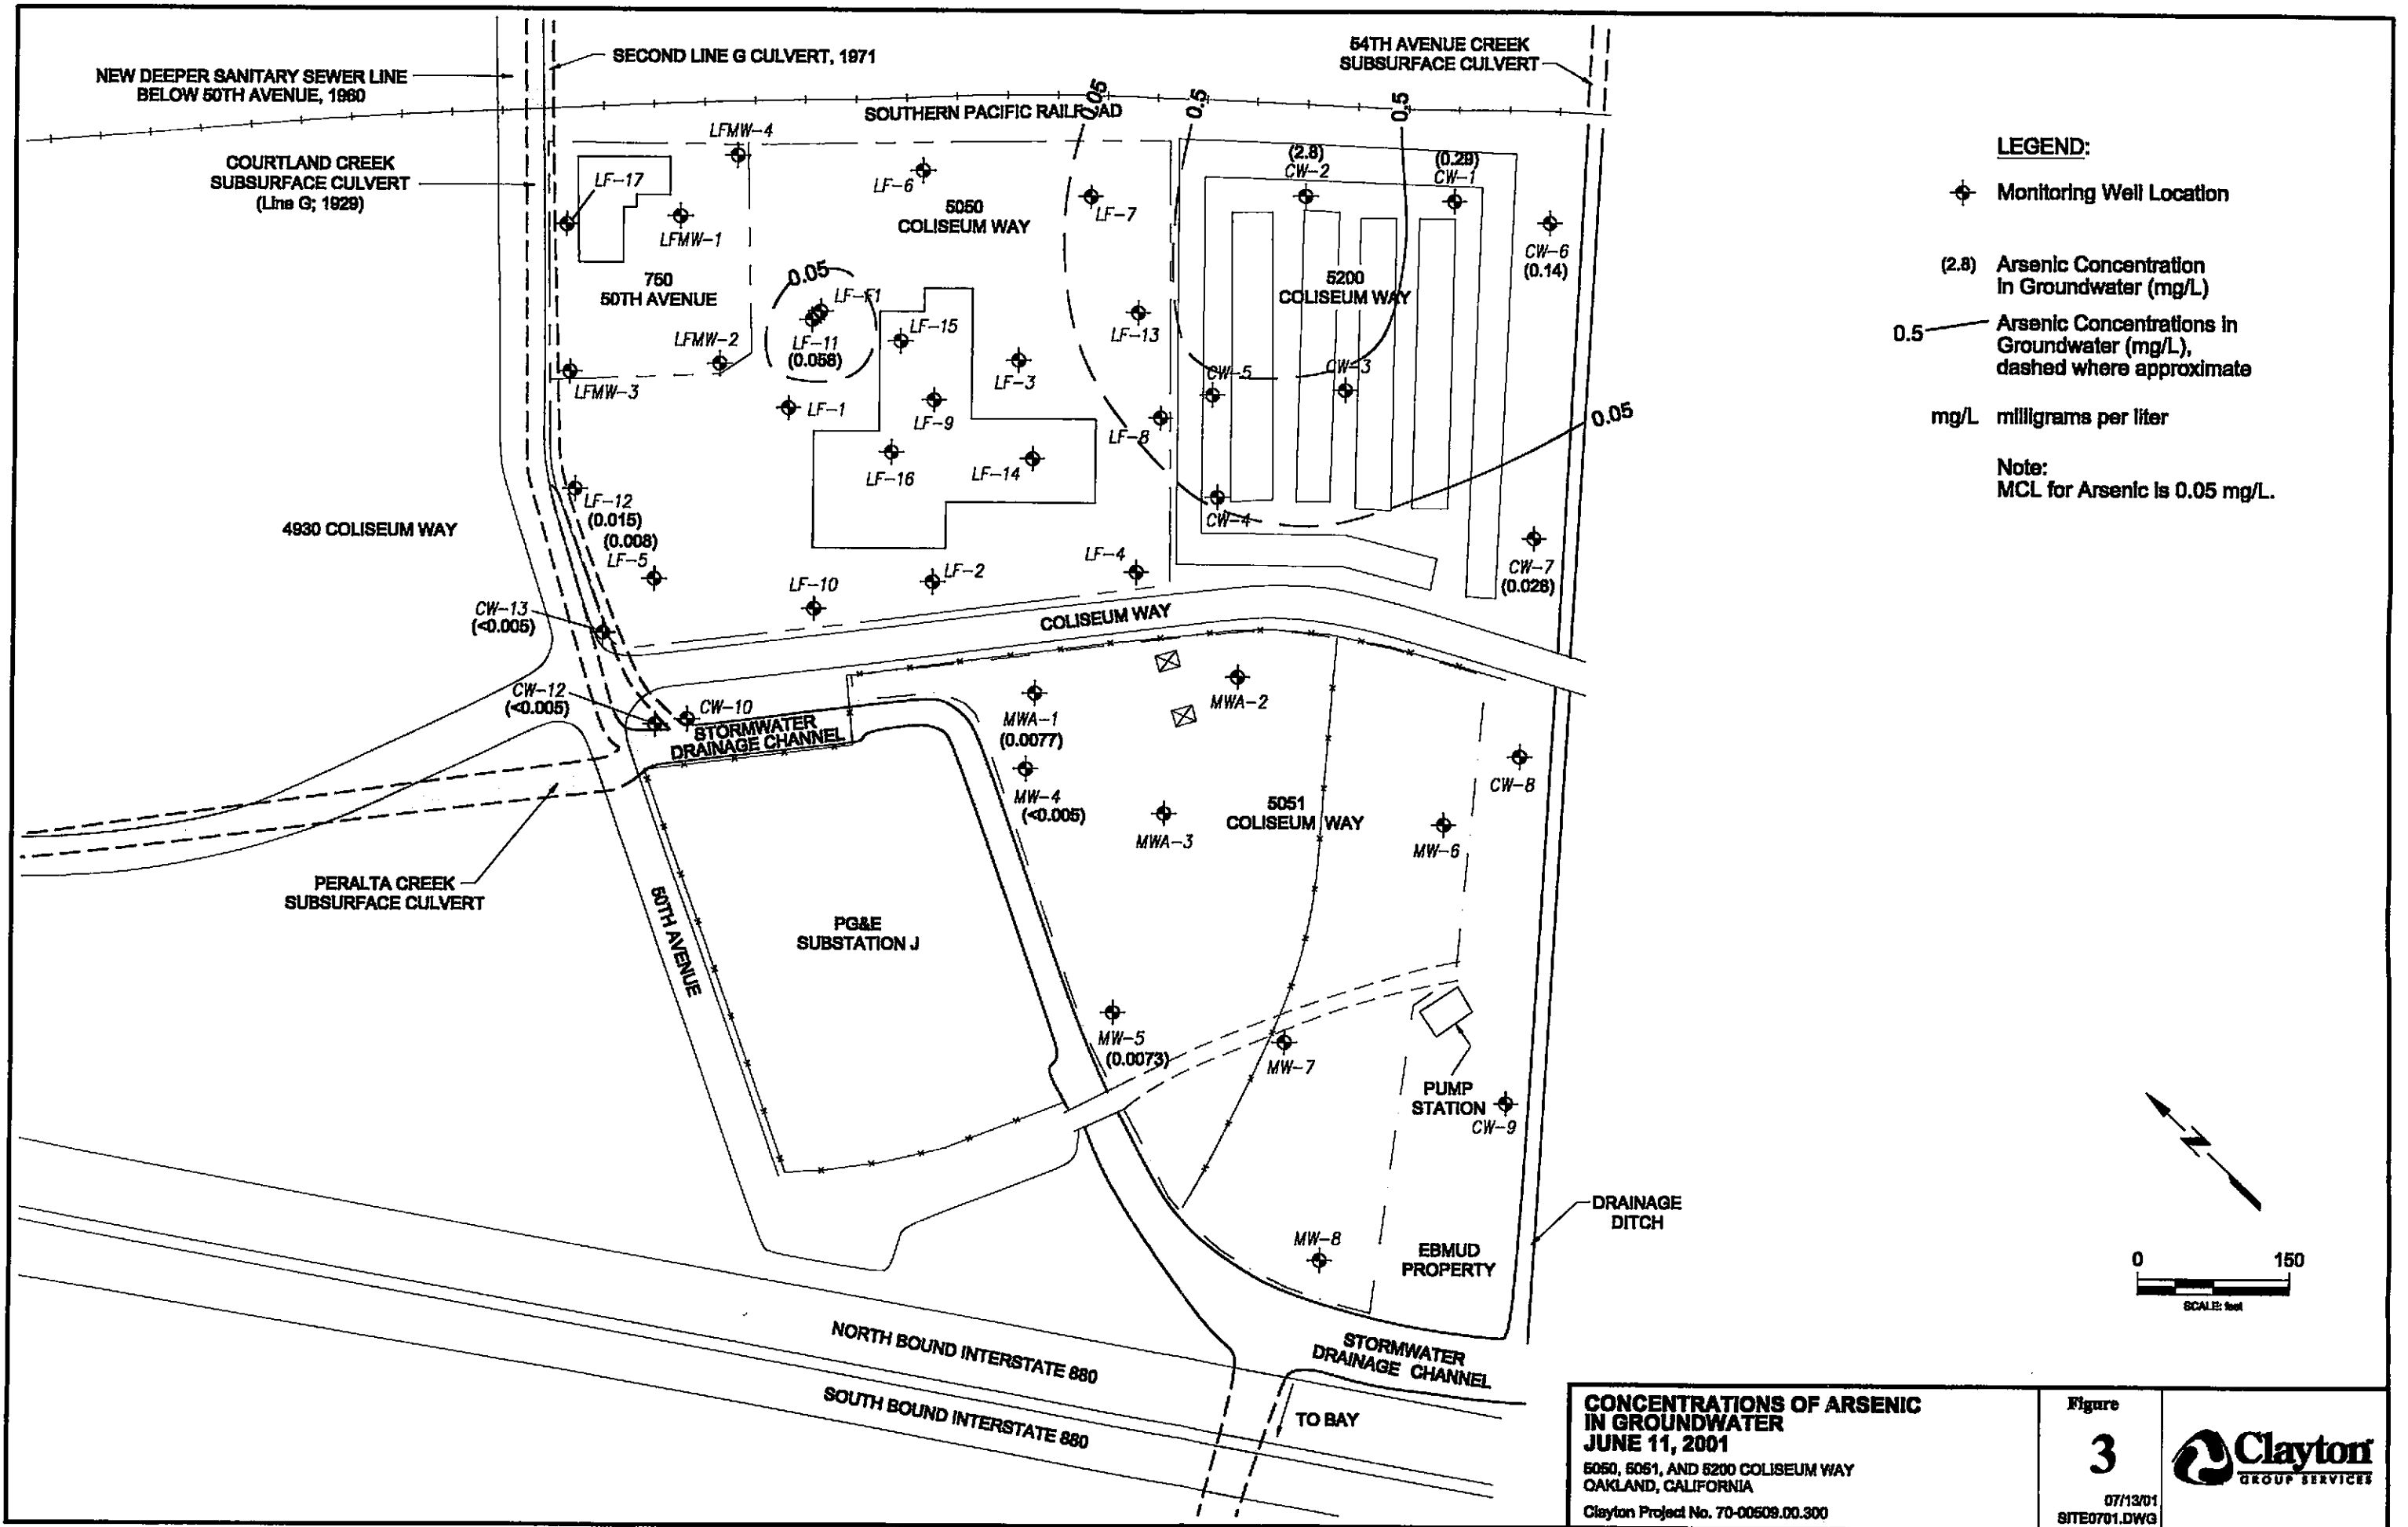 SECOND LINE G CULVERT, 1971
NEW DEEPER SANITARY SEWER LINE
BELOW 50TH AVENUE, 1960
54TH AVENUE CREEK
SUBSURFACE CULVERT
SOUTHERN PACIFIC RAILROAD
0.05
0.5
0.5
COURTLAND CREEK
SUBSURFACE CULVERT
(Line G; 1929)
LFMW-4
LF-17
LFMW-1
LF-6
5050
COLISEUM WAY
LF-7
(2.8)
CW-2
(0.29)
CW-1
CW-6
(0.14)
750
50TH AVENUE
0.05
LF-F1
LF-11
(0.058)
LF-15
LF-13
5200
COLISEUM WAY
LFMW-2
LFMW-3
LF-1
LF-3
LF-9
LF-8
CW-5
CW-3
0.05
LF-16
LF-14
LF-12
(0.015)
(0.008)
LF-5
4930 COLISEUM WAY
CW-4
LF-4
CW-7
(0.028)
LF-10
LF-2
CW-13
(<0.005)
COLISEUM WAY
CW-12
(<0.005)
CW-10
STORMWATER
DRAINAGE CHANNEL
MWA-1
(0.0077)
MWA-2
MW-4
(<0.005)
MWA-3
5051
COLISEUM WAY
CW-8
MW-6
PERALTA CREEK
SUBSURFACE CULVERT
50TH AVENUE
PG&E
SUBSTATION J
MW-5
(0.0073)
MW-7
PUMP
STATION
CW-9
MW-8
EBMUD
PROPERTY
DRAINAGE
DITCH
NORTH BOUND INTERSTATE 880
SOUTH BOUND INTERSTATE 880
STORMWATER
DRAINAGE CHANNEL
TO BAY
LEGEND:
Monitoring Well Location
(2.8) Arsenic Concentration
in Groundwater (mg/L)
0.5 Arsenic Concentrations in
Groundwater (mg/L),
dashed where approximate
mg/L milligrams per liter
Note:
MCL for Arsenic is 0.05 mg/L.
N
0 150
SCALE: feet
CONCENTRATIONS OF ARSENIC
IN GROUNDWATER
JUNE 11, 2001
5050, 5051, AND 5200 COLISEUM WAY
OAKLAND, CALIFORNIA
Clayton Project No. 70-00509.00.300
Figure
3
07/13/01
SITE0701.DWG
Clayton
GROUP SERVICES